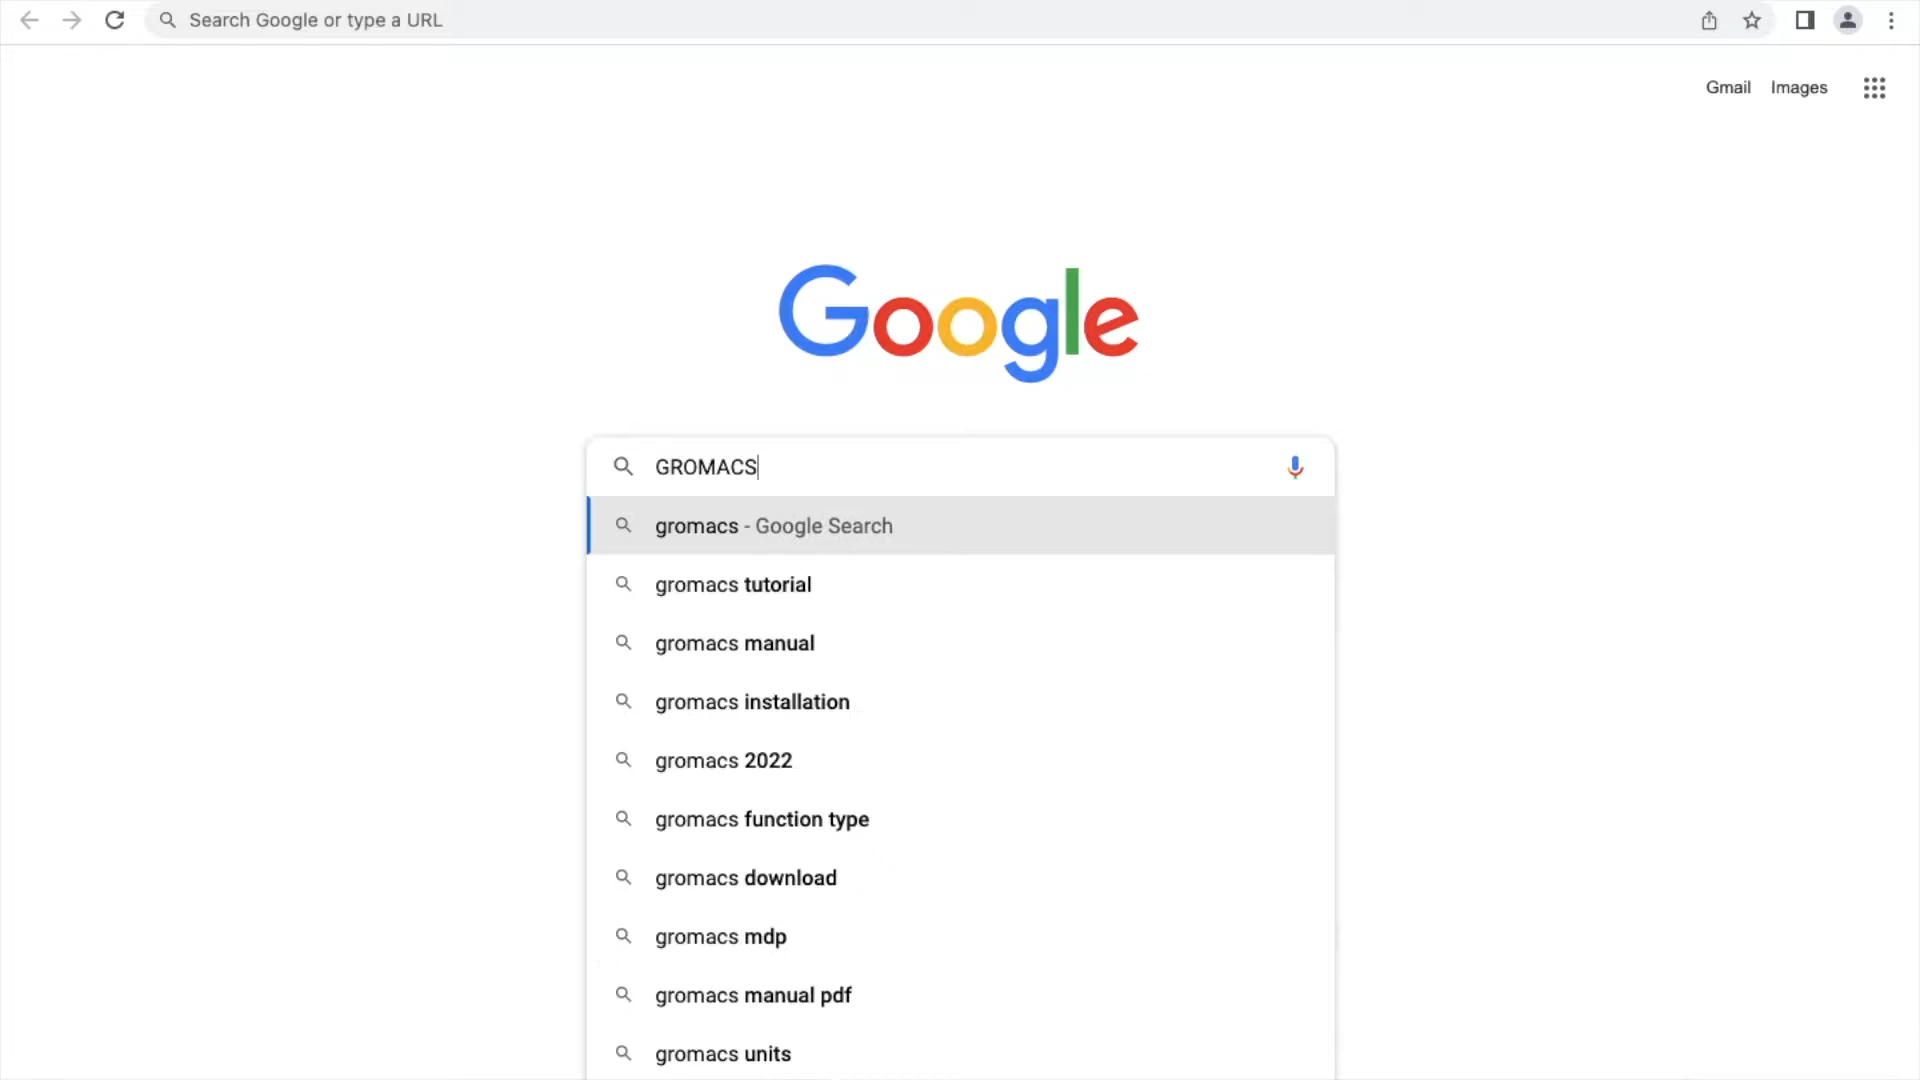 Search Google or type a URL
Gmail Images
Google
GROMACS
gromacs - Google Search
gromacs tutorial
gromacs manual
gromacs installation
gromacs 2022
gromacs function type
gromacs download
gromacs mdp
gromacs manual pdf
gromacs units